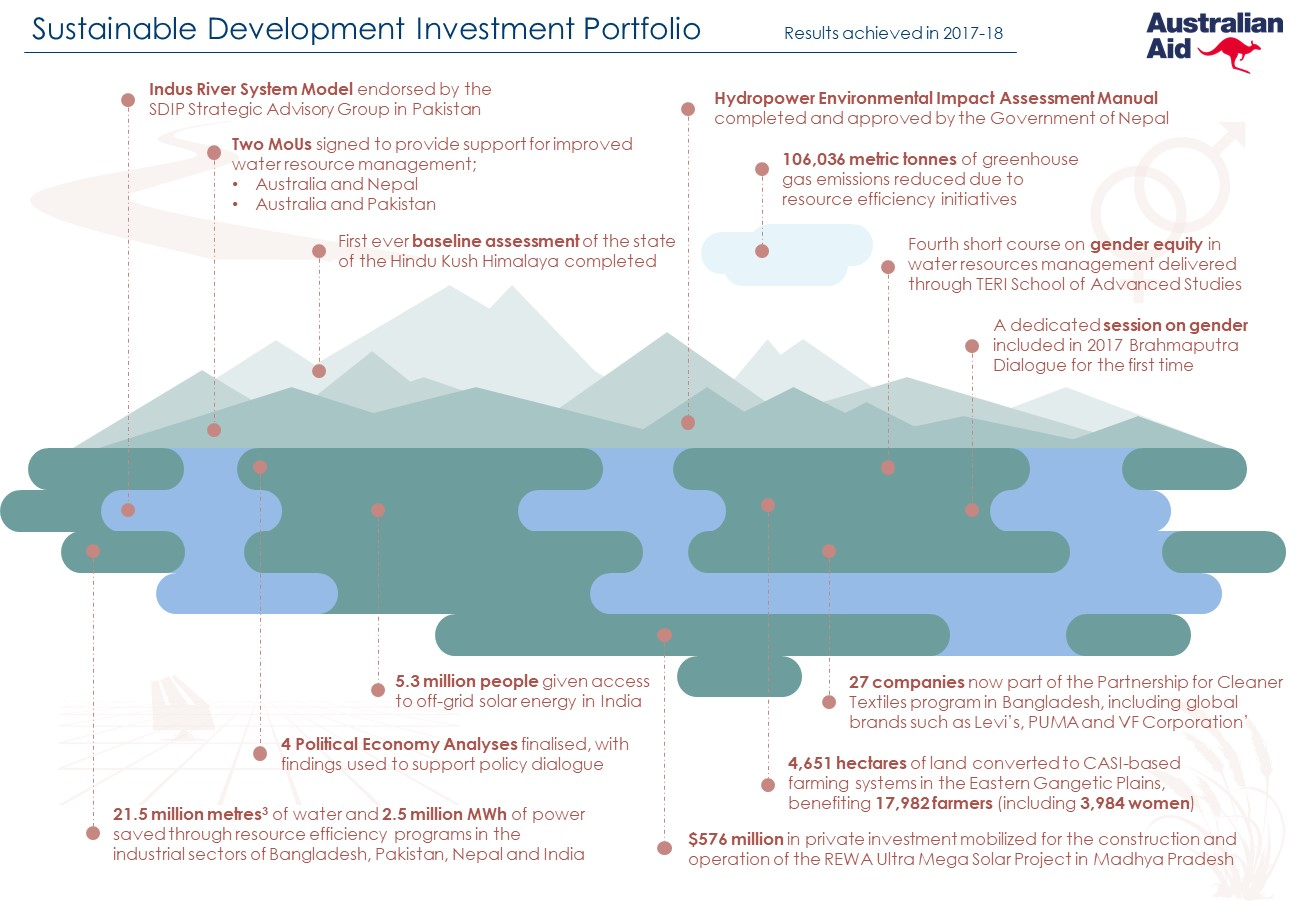 Sustainable Development Investment Portfolio
Results achieved in 2017-18
Australian
Aid
Indus River System Model endorsed by the
SDIP Strategic Advisory Group in Pakistan
Two MoUs signed to provide support for improved
water resource management;
• Australia and Nepal
• Australia and Pakistan
First ever baseline assessment of the state
of the Hindu Kush Himalaya completed
Hydropower Environmental Impact Assessment Manual
completed and approved by the Government of Nepal
106,036 metric tonnes of greenhouse
gas emissions reduced due to
resource efficiency initiatives
Fourth short course on gender equity in
water resources management delivered
through TERI School of Advanced Studies
A dedicated session on gender
included in 2017 Brahmaputra
Dialogue for the first time
5.3 million people given access
to off-grid solar energy in India
4 Political Economy Analyses finalised, with
findings used to support policy dialogue
21.5 million metres³ of water and 2.5 million MWh of power
saved through resource efficiency programs in the
industrial sectors of Bangladesh, Pakistan, Nepal and India
27 companies now part of the Partnership for Cleaner
Textiles program in Bangladesh, including global
brands such as Levi's, PUMA and VF Corporation'
4,651 hectares of land converted to CASI-based
farming systems in the Eastern Gangetic Plains,
benefiting 17,982 farmers (including 3,984 women)
$576 million in private investment mobilized for the construction and
operation of the REWA Ultra Mega Solar Project in Madhya Pradesh